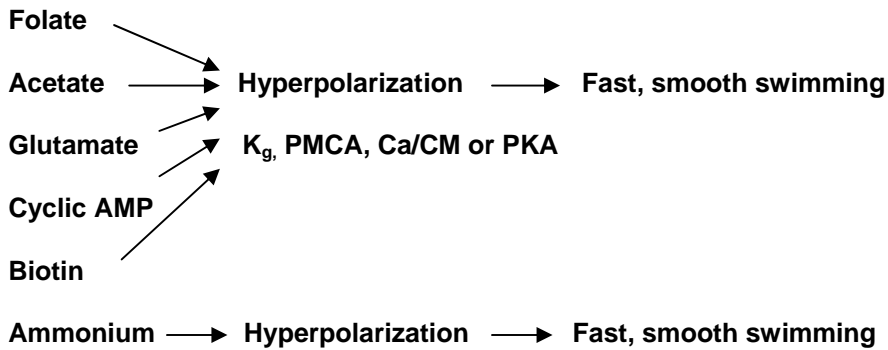 Folate
Acetate Hyperpolarization Fast, smooth swimming
Glutamate Kg, PMCA, Ca/CM or PKA
Cyclic AMP
Biotin
Ammonium Hyperpolarization Fast, smooth swimming